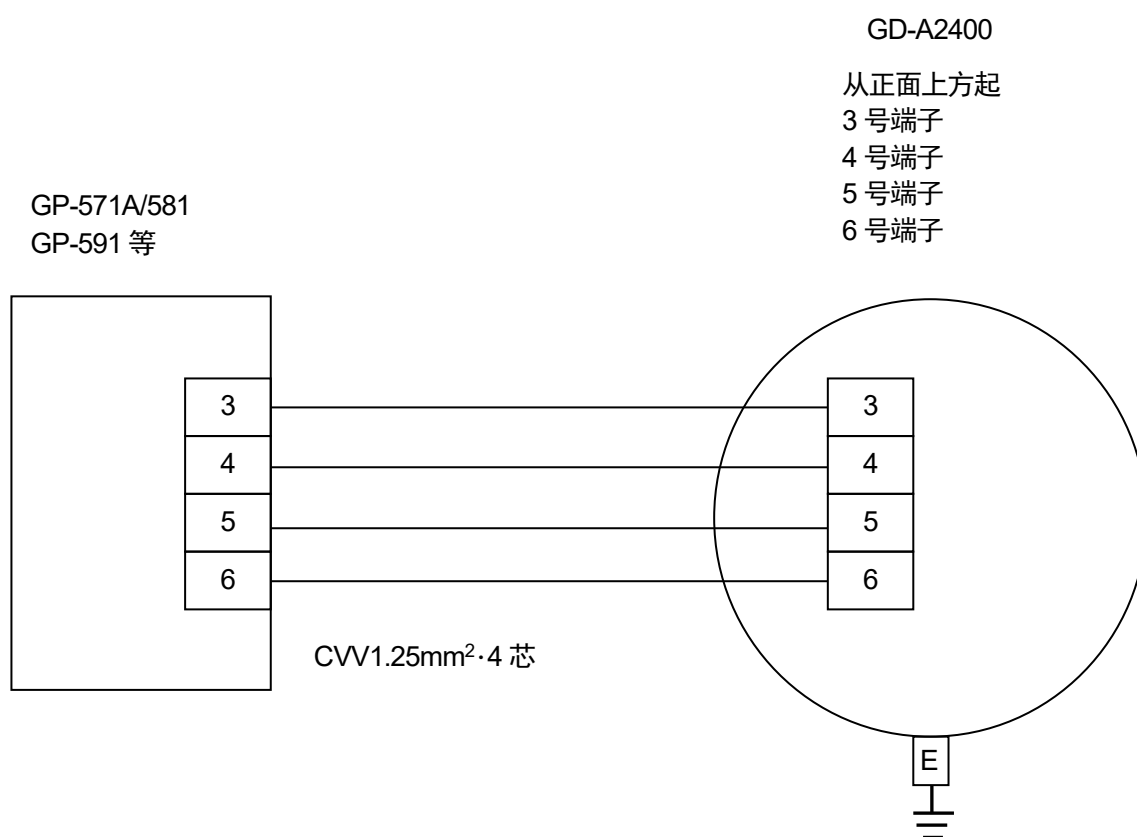 GD-A2400
从正面上方起
3 号端子
4 号端子
5 号端子
6 号端子
GP-571A/581
GP-591 等
3
4
5
6
3
4
5
6
CVV1.25mm²·4 芯
E